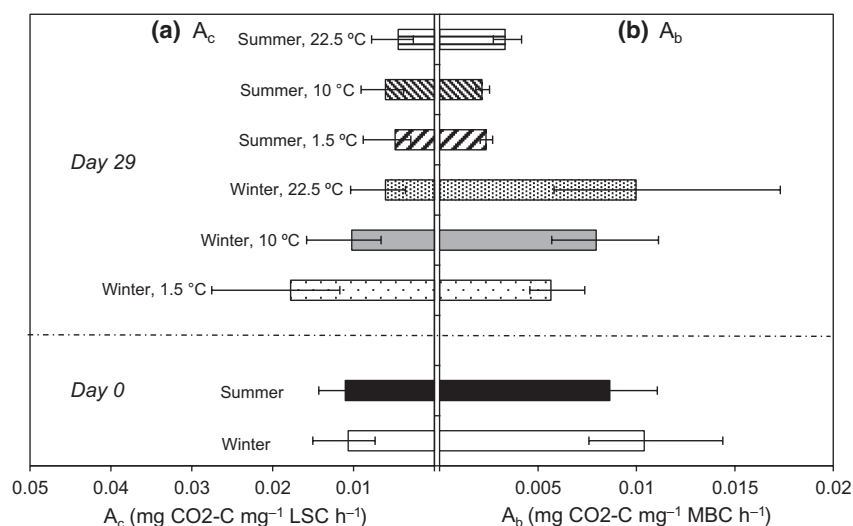 (a) A_c (b) A_b
Summer, 22.5 ºC
Summer, 10 °C
Summer, 1.5 ºC
Day 29
Winter, 22.5 ºC
Winter, 10 ºC
Winter, 1.5 ºC
Day 0
Summer
Winter
0.05 0.04 0.03 0.02 0.01 0.005 0.01 0.015 0.02
A_c (mg CO2-C mg⁻¹ LSC h⁻¹) A_b (mg CO2-C mg⁻¹ MBC h⁻¹)